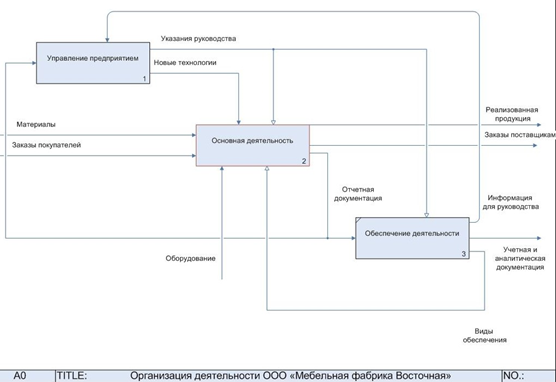 Указания руководства
Управление предприятием
Новые технологии
1
Материалы
Заказы покупателей
Основная деятельность
2
Реализованная
продукция
Заказы поставщикам
Отчетная
документация
Информация
для руководства
Обеспечение деятельности
3
Оборудование
Учетная и
аналитическая
документация
Виды
обеспечения
A0 TITLE: Организация деятельности ООО «Мебельная фабрика Восточная» NO.: